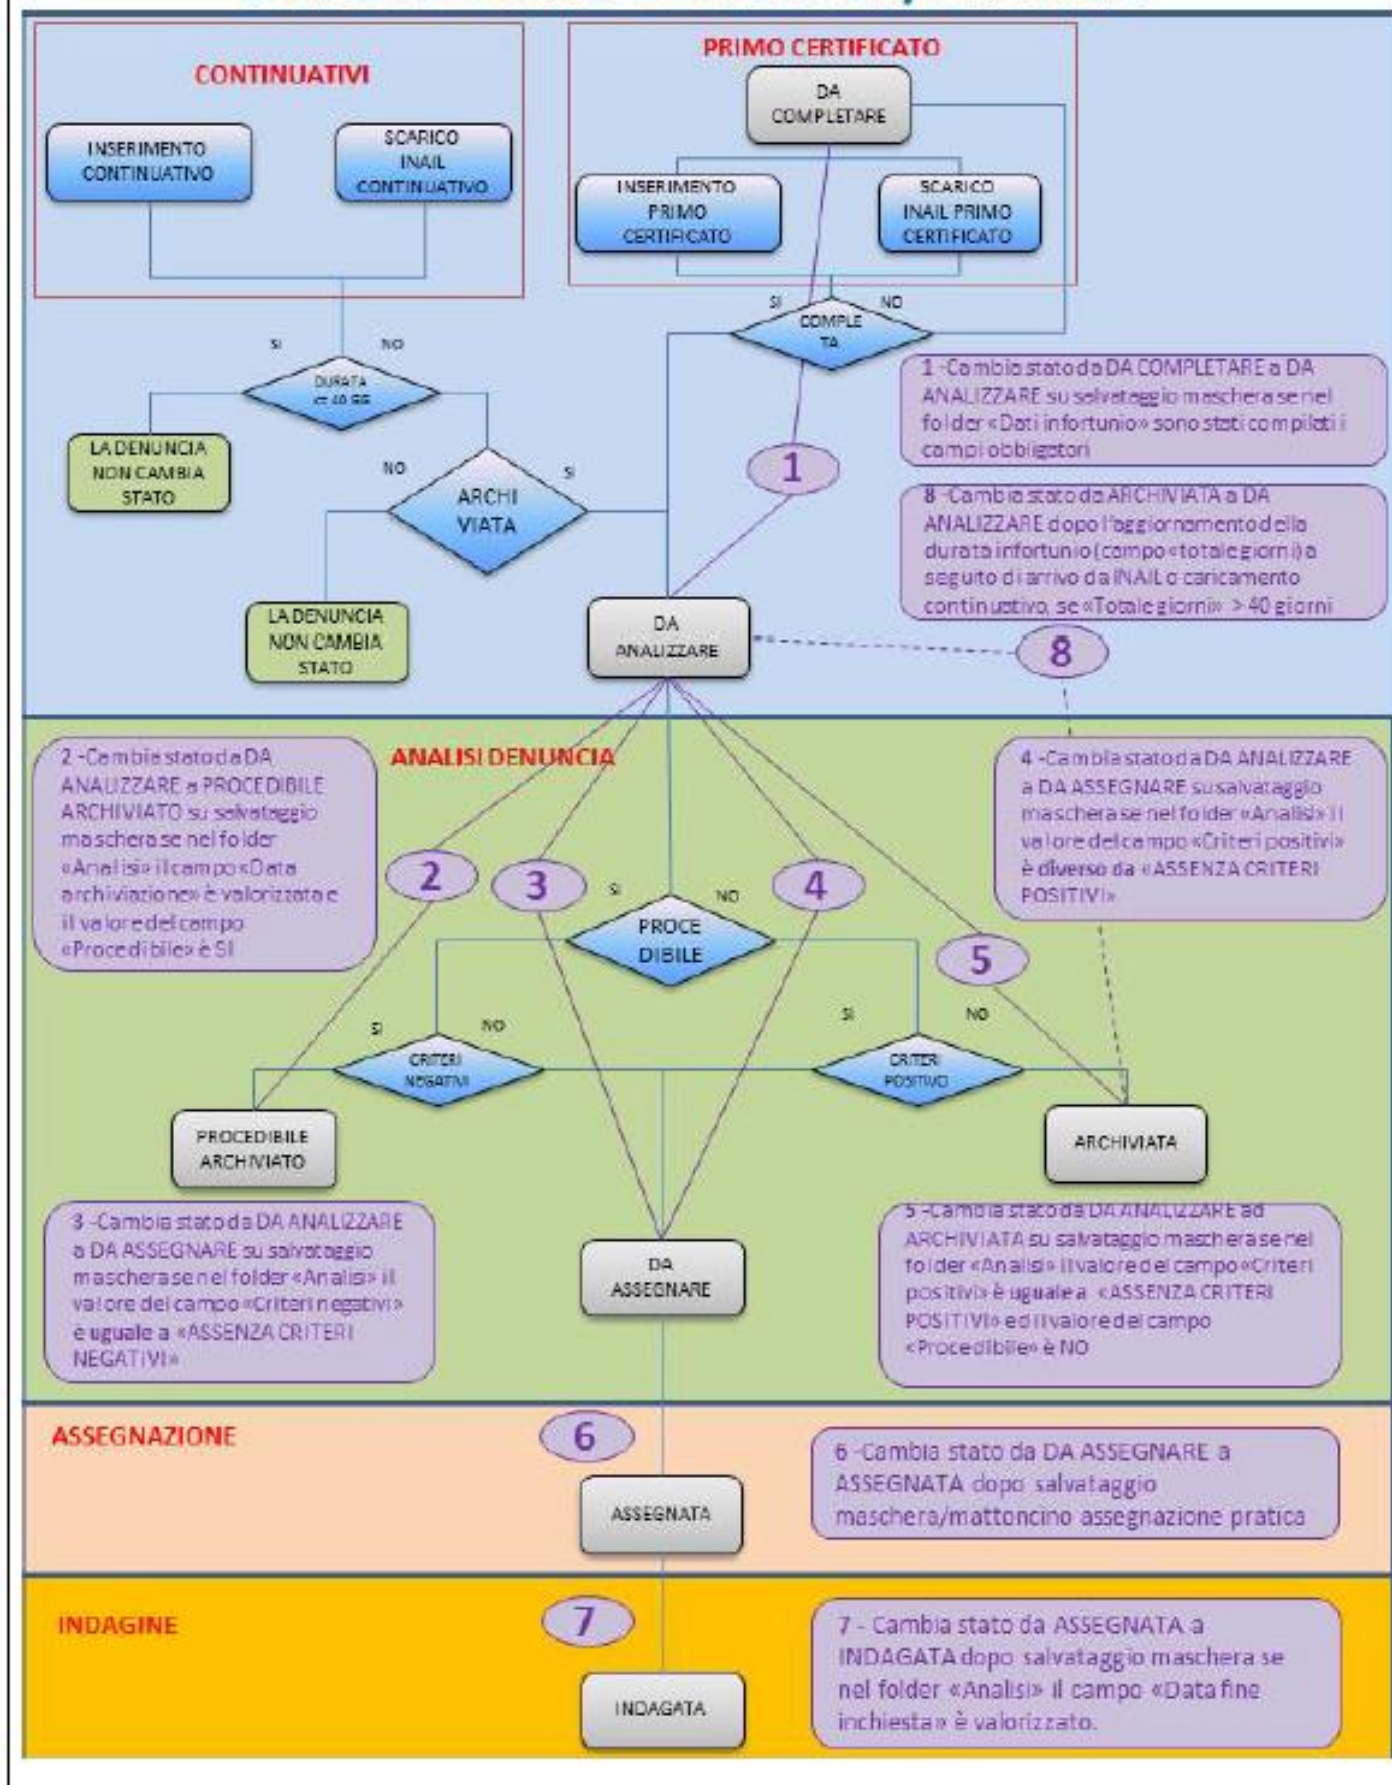 CONTINUATIVI
PRIMO CERTIFICATO
DA
COMPLETARE
INSERIMENTO
CONTINUATIVO
SCARICO
INAIL
CONTINUATIVO
INSERIMENTO
PRIMO
CERTIFICATO
SCARICO
INAIL PRIMO
CERTIFICATO
SI
NO
COMPLE
TA
SI
NO
DURATA
<= 40 GG
1 -Cambia stato da DA COMPLETARE a DA
ANALIZZARE su salvataggio maschera se nel
folder «Dati infortunio» sono stati compilati i
campi obbligatori
LA DENUNCIA
NON CAMBIA
STATO
NO
SI
ARCHI
VIATA
1
8 -Cambia stato da ARCHIVIATA a DA
ANALIZZARE dopo l'aggiornamento della
durata infortunio (campo «totale giorni) a
seguito di arrivo da INAIL o caricamento
continuativo, se «Totale giorni» > 40 giorni
LA DENUNCIA
NON CAMBIA
STATO
DA
ANALIZZARE
8
2 -Cambia stato da DA
ANALIZZARE a PROCEDIBILE
ARCHIVIATO su salvataggio
maschera se nel folder
«Analisi» il campo «Data
archiviazione» è valorizzata e
il valore del campo
«Procedibile» è SI
ANALISI DENUNCIA
4 -Cambia stato da DA ANALIZZARE
a DA ASSEGNARE su salvataggio
maschera se nel folder «Analisi» il
valore del campo «Criteri positivi»
è diverso da «ASSENZA CRITERI
POSITIVI»
2
3
SI
NO
4
PROCE
DIBILE
5
SI
NO
SI
NO
CRITERI
NEGATIVI
CRITERI
POSITIVO
PROCEDIBILE
ARCHIVIATO
ARCHIVIATA
3 -Cambia stato da DA ANALIZZARE
a DA ASSEGNARE su salvataggio
maschera se nel folder «Analisi» il
valore del campo «Criteri negativi»
è uguale a «ASSENZA CRITERI
NEGATIVI»
DA
ASSEGNARE
5 -Cambia stato da DA ANALIZZARE ad
ARCHIVIATA su salvataggio maschera se nel
folder «Analisi» il valore del campo «Criteri
positivi» è uguale a «ASSENZA CRITERI
POSITIVI» ed il valore del campo
«Procedibile» è NO
ASSEGNAZIONE
6
ASSEGNATA
6 -Cambia stato da DA ASSEGNARE a
ASSEGNATA dopo salvataggio
maschera/mattoncino assegnazione pratica
INDAGINE
7
INDAGATA
7 - Cambia stato da ASSEGNATA a
INDAGATA dopo salvataggio maschera se
nel folder «Analisi» il campo «Data fine
inchiesta» è valorizzato.